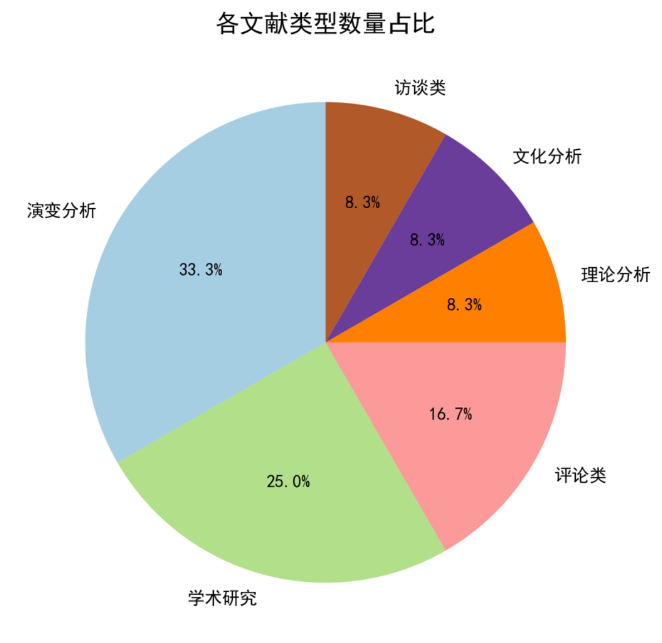 各文献类型数量占比
访谈类
文化分析
演变分析
8.3%
8.3%
33.3%
理论分析
8.3%
16.7%
25.0%
评论类
学术研究